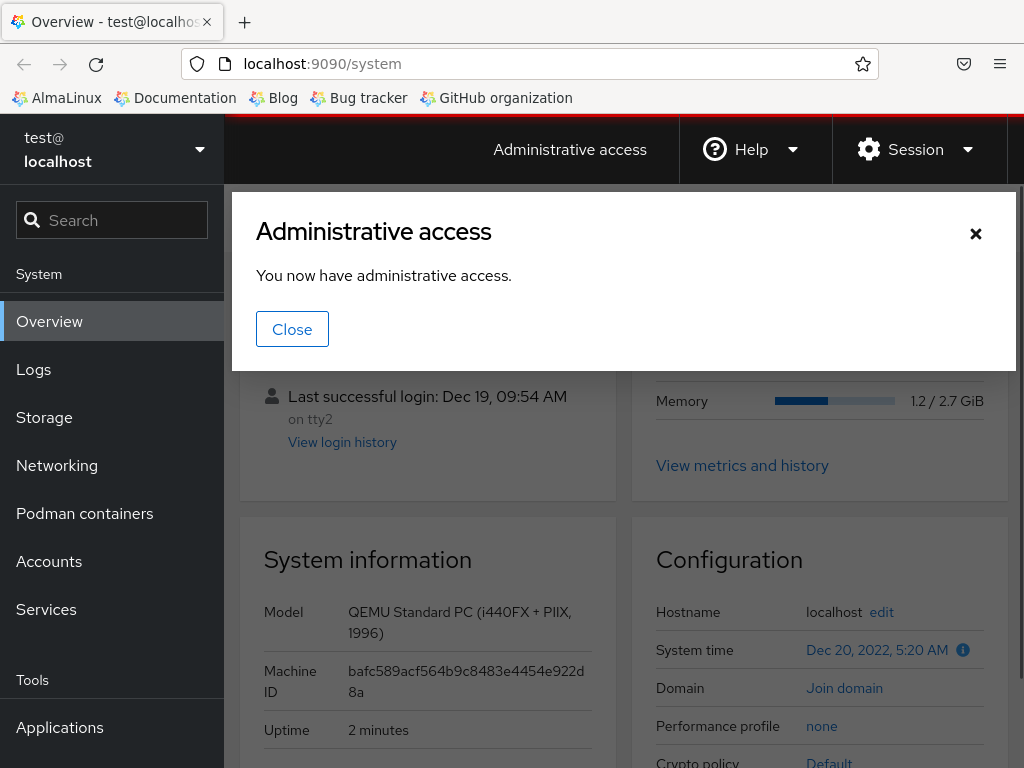 Overview - test@localhos
localhost:9090/system
AlmaLinux Documentation Blog Bug tracker GitHub organization
test@
localhost
Administrative access Help Session
Search
System
Overview
Logs
Storage
Networking
Podman containers
Accounts
Services
Tools
Applications
Administrative access
You now have administrative access.
Close
Last successful login: Dec 19, 09:54 AM
on tty2
View login history
Memory 1.2 / 2.7 GiB
View metrics and history
System information
Model QEMU Standard PC (i440FX + PIIX,
1996)
Machine bafc589acf564b9c8483e4454e922d
ID 8a
Uptime 2 minutes
Configuration
Hostname localhost edit
System time Dec 20, 2022, 5:20 AM
Domain Join domain
Performance profile none
Crypto policy Default